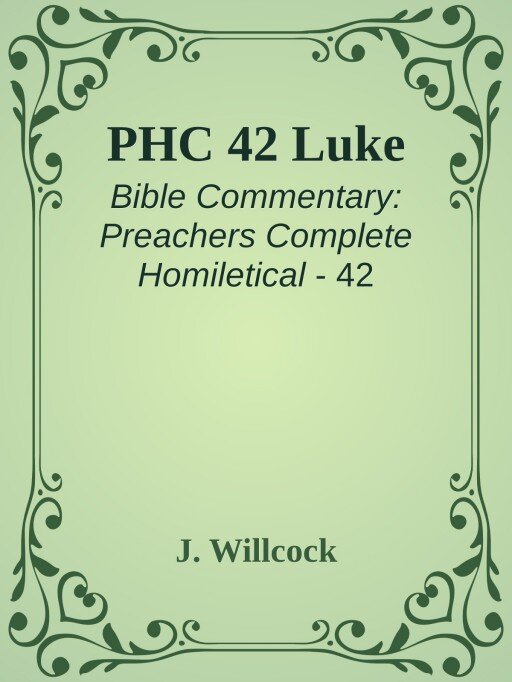 PHC 42 Luke
Bible Commentary:
Preachers Complete
Homiletical - 42
J. Willcock